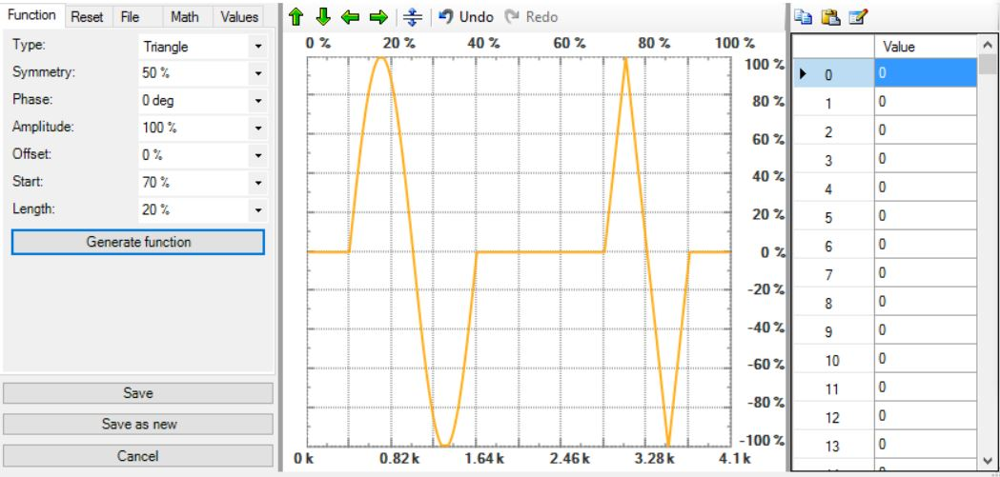 Function Reset File Math Values
Type: Triangle
Symmetry: 50 %
Phase: 0 deg
Amplitude: 100 %
Offset: 0 %
Start: 70 %
Length: 20 %
Generate function
Save
Save as new
Cancel
Undo Redo
0 % 20 % 40 % 60 % 80 % 100 %
100 %
80 %
60 %
40 %
20 %
0 %
-20 %
-40 %
-60 %
-80 %
-100 %
0 k 0.82 k 1.64 k 2.46 k 3.28 k 4.1 k
Value
0 0
1 0
2 0
3 0
4 0
5 0
6 0
7 0
8 0
9 0
10 0
11 0
12 0
13 0